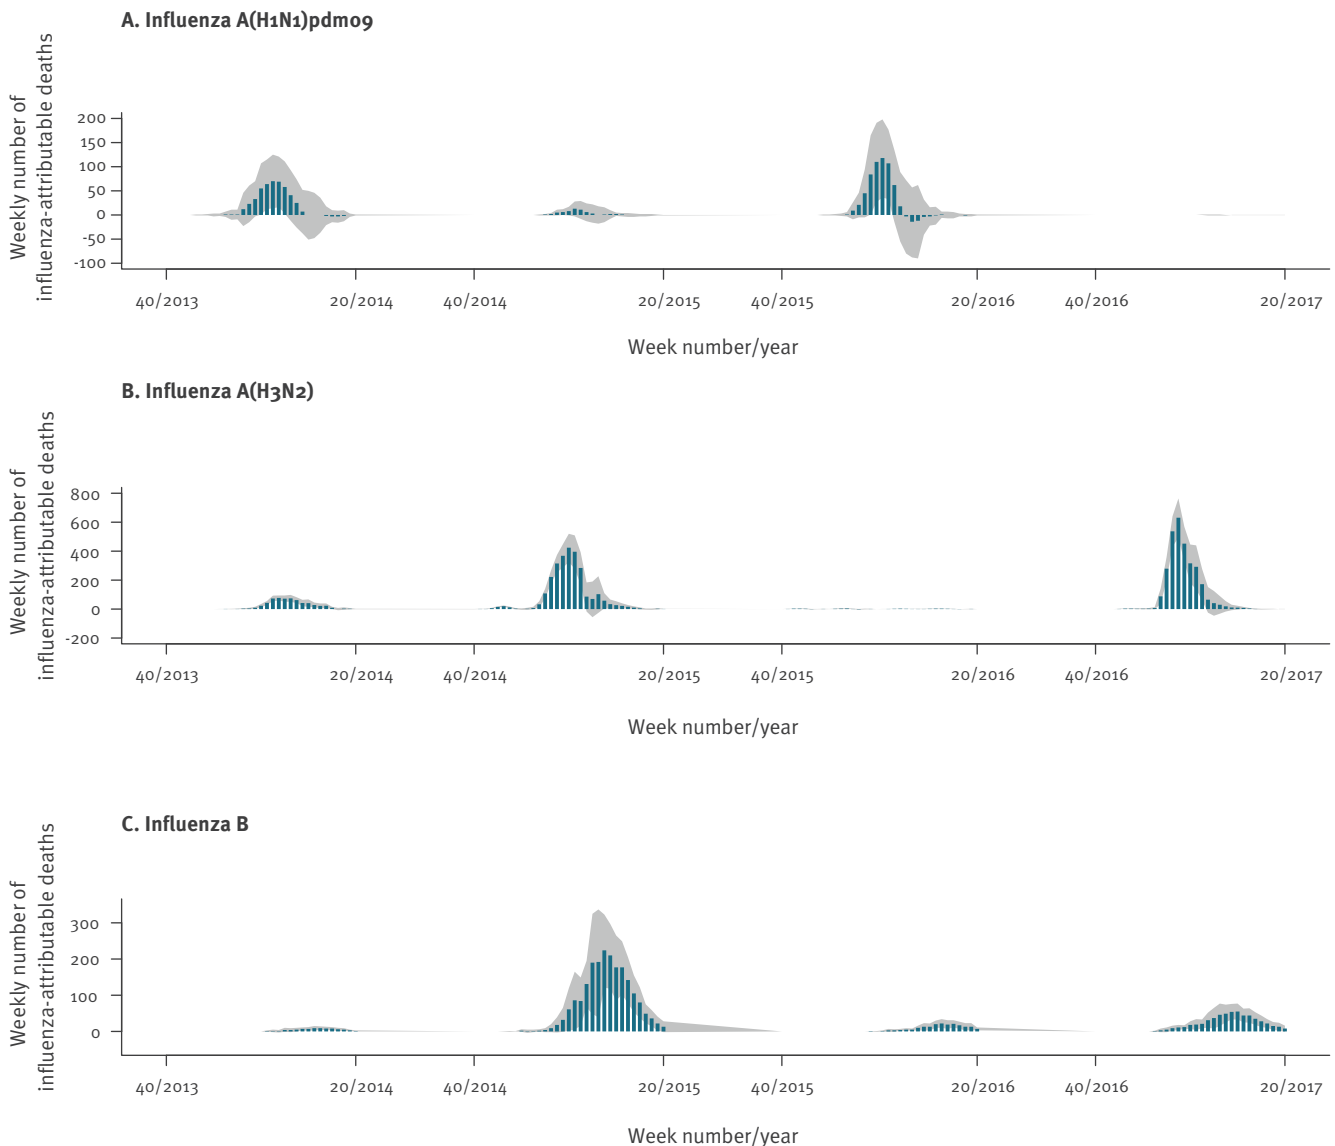 A. Influenza A(H1N1)pdm09
Weekly number of
influenza-attributable deaths
200
150
100
50
0
-50
-100
40/2013 20/2014 40/2014 20/2015 40/2015 20/2016 40/2016 20/2017
Week number/year
B. Influenza A(H3N2)
Weekly number of
influenza-attributable deaths
800
600
400
200
0
-200
40/2013 20/2014 40/2014 20/2015 40/2015 20/2016 40/2016 20/2017
Week number/year
C. Influenza B
Weekly number of
influenza-attributable deaths
300
200
100
0
40/2013 20/2014 40/2014 20/2015 40/2015 20/2016 40/2016 20/2017
Week number/year